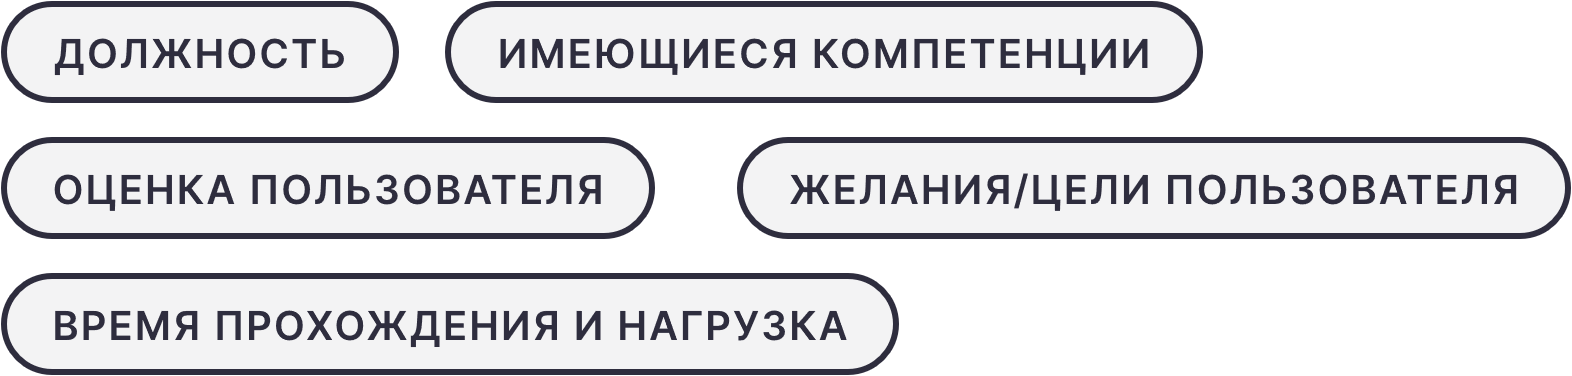 ДОЛЖНОСТЬ
ИМЕЮЩИЕСЯ КОМПЕТЕНЦИИ
ОЦЕНКА ПОЛЬЗОВАТЕЛЯ
ЖЕЛАНИЯ/ЦЕЛИ ПОЛЬЗОВАТЕЛЯ
ВРЕМЯ ПРОХОЖДЕНИЯ И НАГРУЗКА